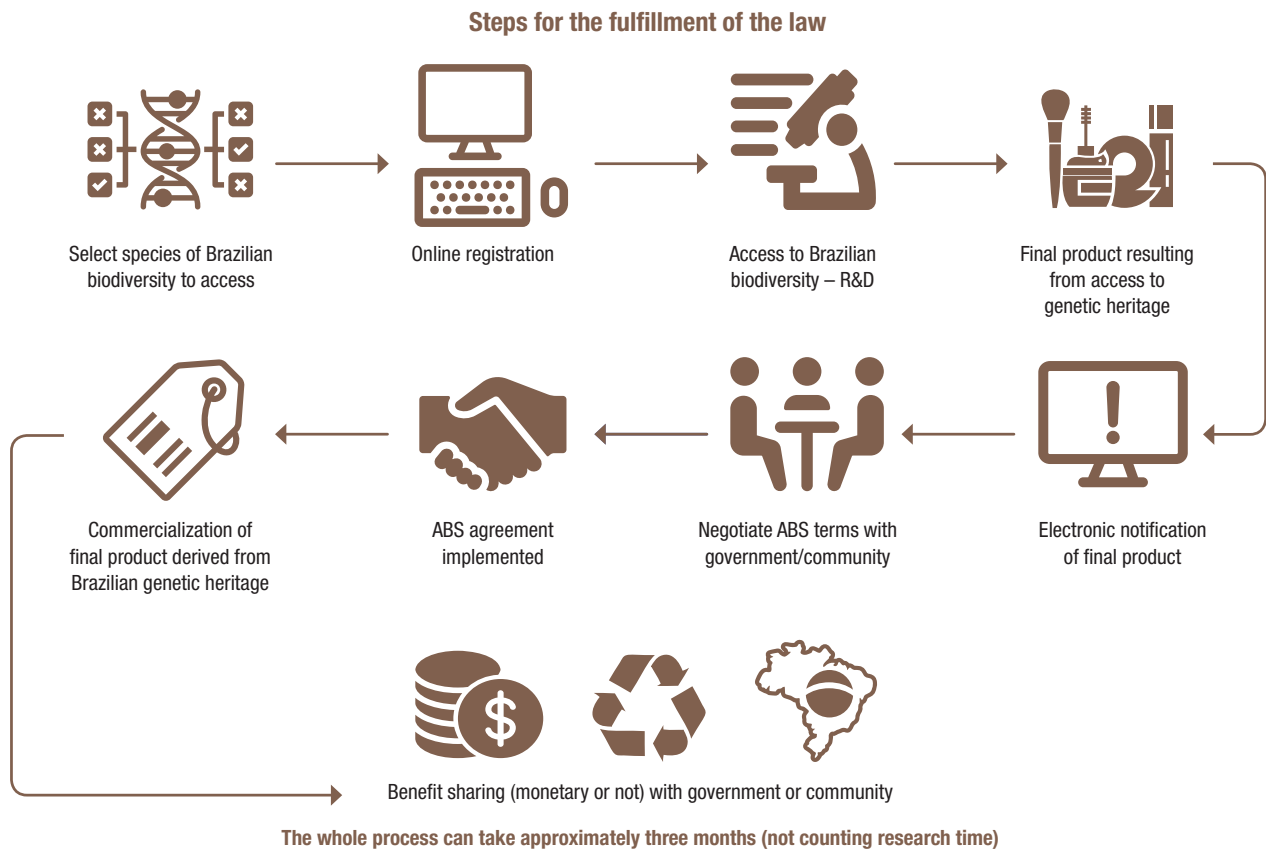 Steps for the fulfillment of the law
Select species of Brazilian
biodiversity to access
Online registration
Access to Brazilian
biodiversity – R&D
Final product resulting
from access to
genetic heritage
Electronic notification
of final product
Negotiate ABS terms with
government/community
ABS agreement
implemented
Commercialization of
final product derived from
Brazilian genetic heritage
$
Benefit sharing (monetary or not) with government or community
The whole process can take approximately three months (not counting research time)